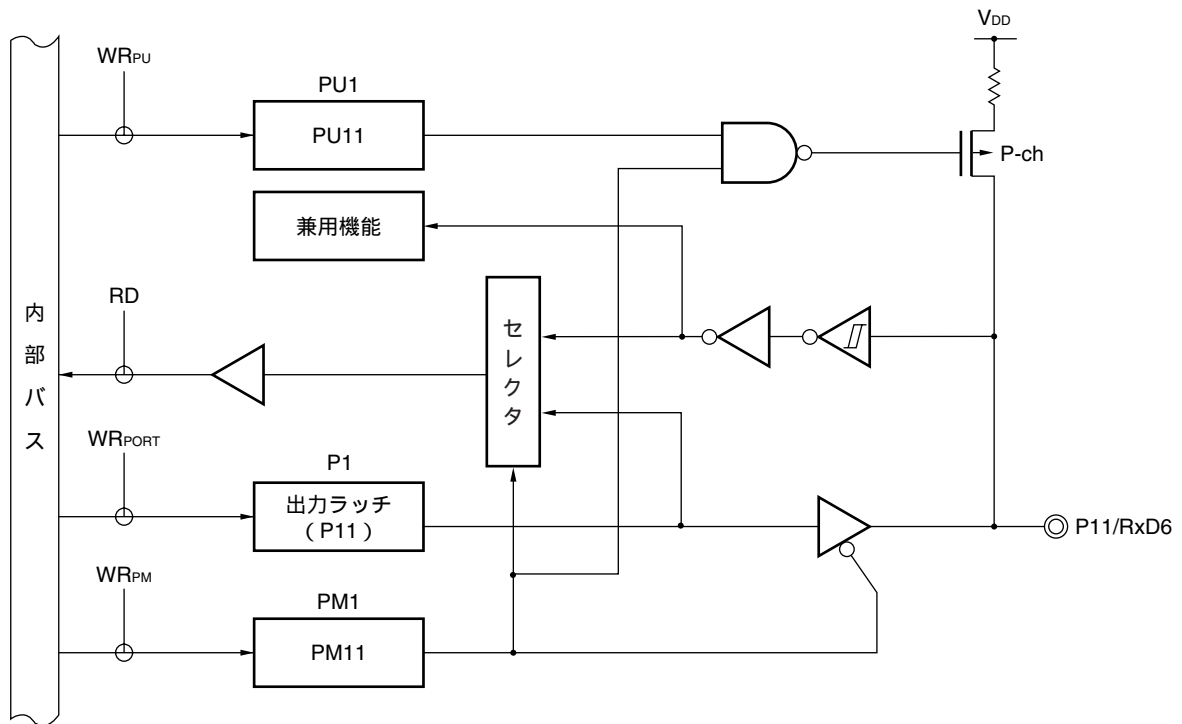 VDD
WRPU
PU1
PU11
P-ch
兼用機能
RD
セレクタ
内部バス
WRPORT
P1
出力ラッチ
(P11)
P11/RxD6
WRPM
PM1
PM11